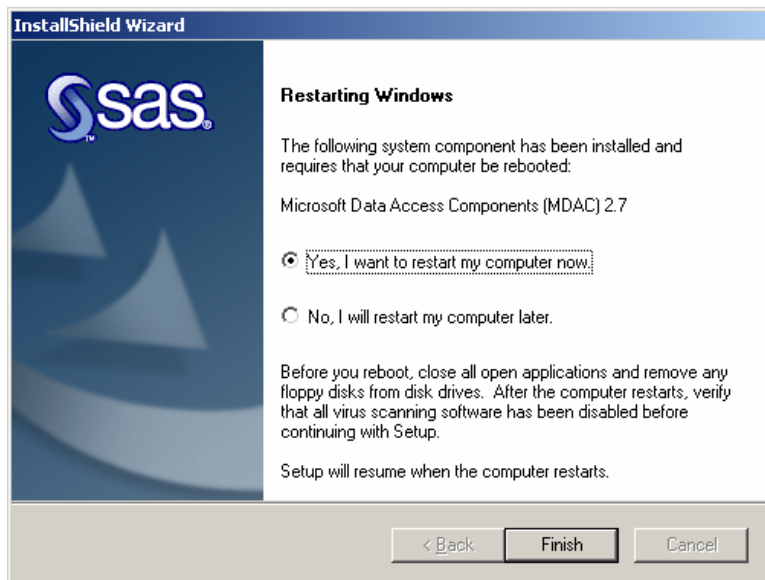 InstallShield Wizard
sas®
TM
Restarting Windows
The following system component has been installed and
requires that your computer be rebooted:
Microsoft Data Access Components (MDAC) 2.7
Yes, I want to restart my computer now.
No, I will restart my computer later.
Before you reboot, close all open applications and remove any
floppy disks from disk drives. After the computer restarts, verify
that all virus scanning software has been disabled before
continuing with Setup.
Setup will resume when the computer restarts.
< Back
Finish
Cancel